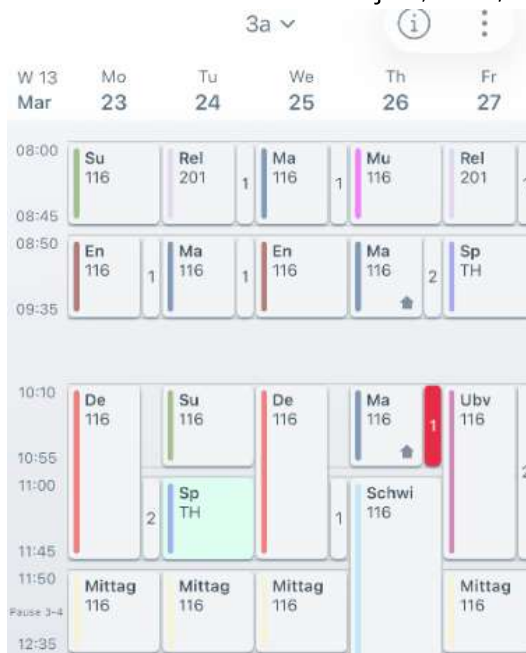 3a
W 13 Mo Tu We Th Fr
Mar 23 24 25 26 27
08:00
Su Rel Ma Mu Rel
116 201 1 116 1 116 201
08:45
08:50
En Ma En Ma Sp
116 1 116 1 116 116 2 TH
09:35
10:10
De Su De Ma Ubv
116 116 116 116 1 116
10:55
11:00
Sp Schwi
2 TH 1 116 2
11:45
11:50
Mittag Mittag Mittag Mittag
116 116 116 116
Pause 3-4
12:35